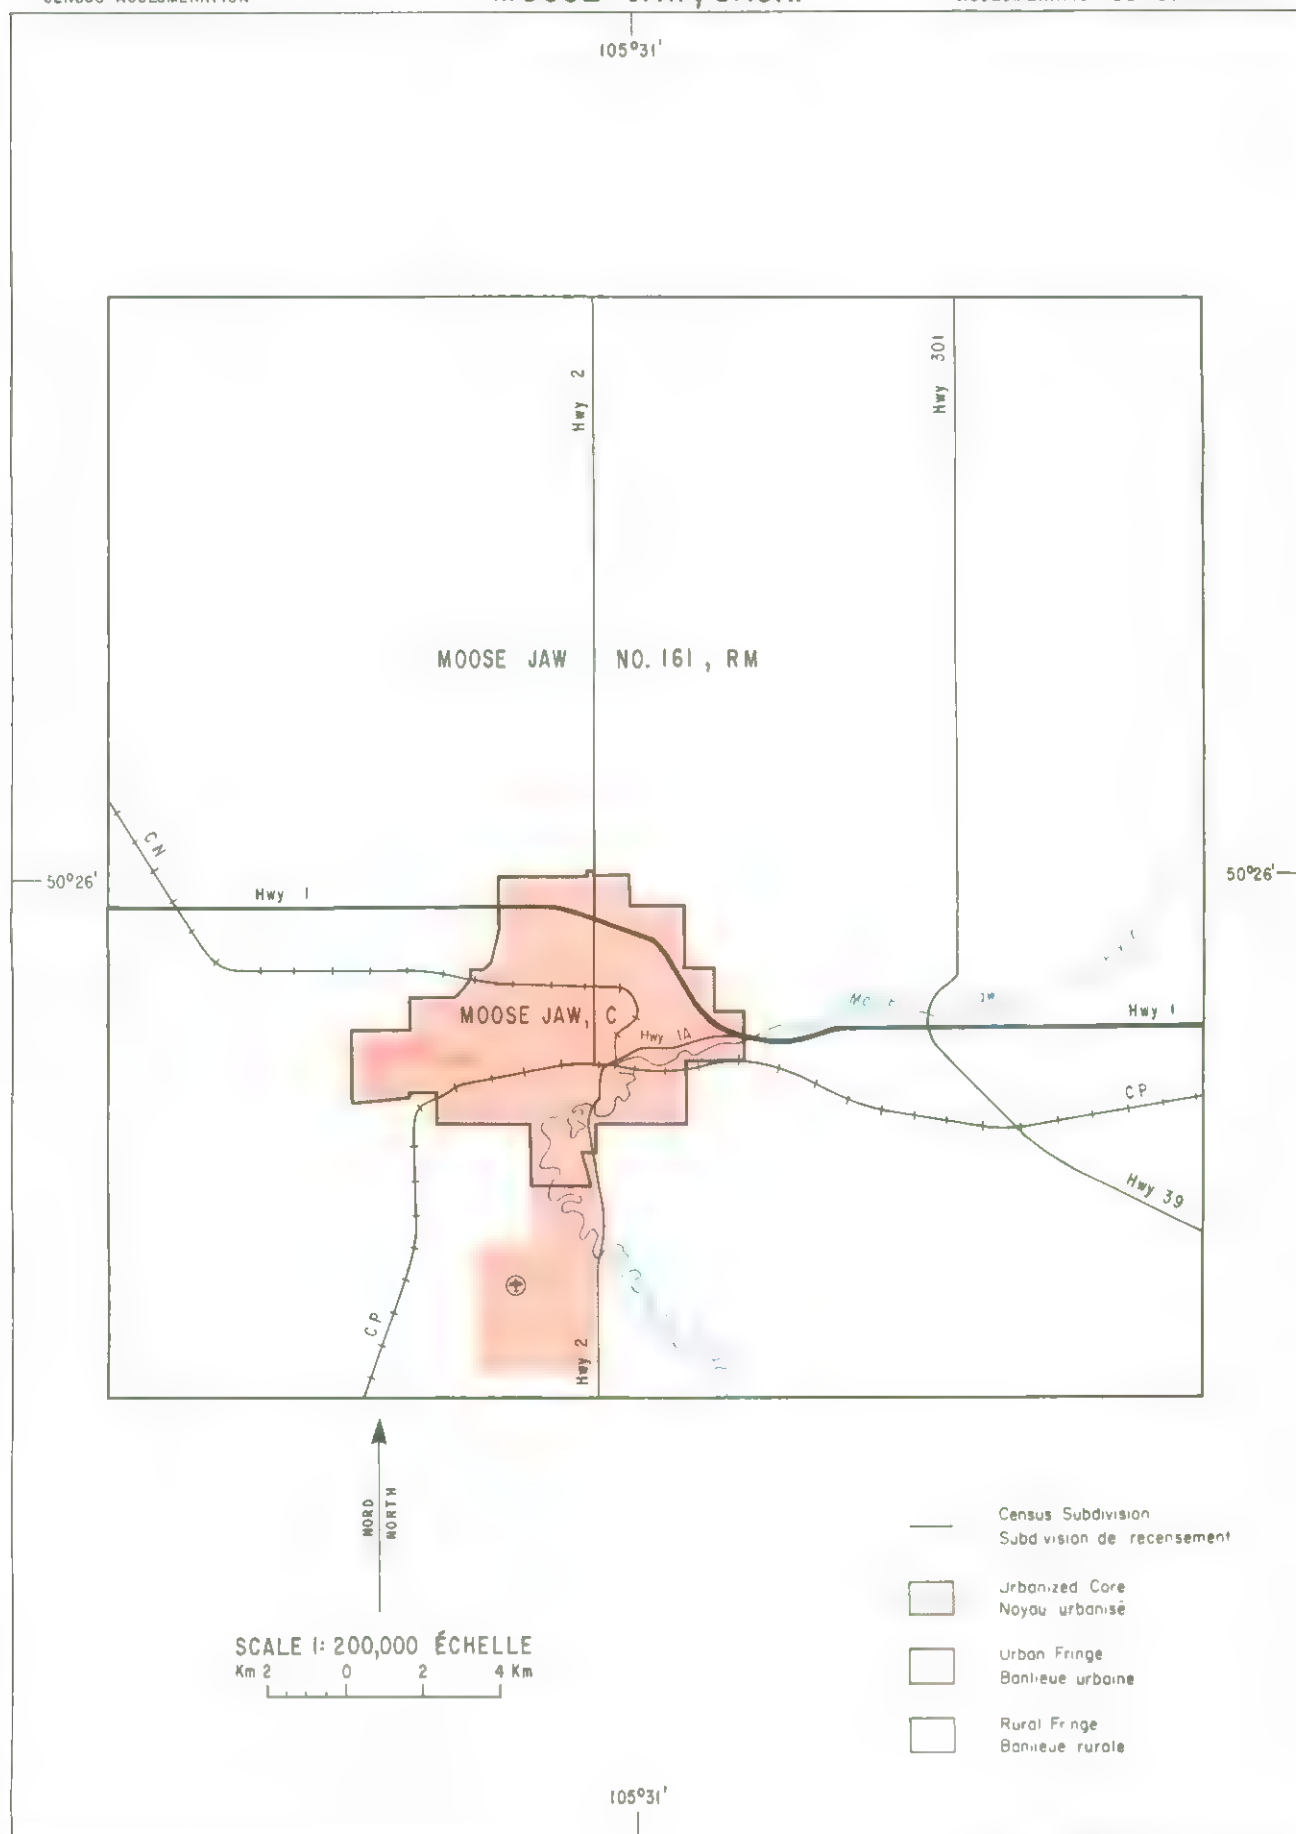 105°31'
Hwy 2
Hwy 301
MOOSE JAW NO. 161, RM
CN
50°26'
Hwy 1
50°26'
MOOSE JAW, C
Hwy 1A
Hwy 1
CP
Hwy 39
CP
Hwy 2
NORD
NORTH
SCALE 1:200,000 ÉCHELLE
Km 2 0 2 4 Km
Census Subdivision
Subdivision de recensement
Urbanized Core
Noyau urbanisé
Urban Fringe
Banlieue urbaine
Rural Fringe
Banlieue rurale
105°31'